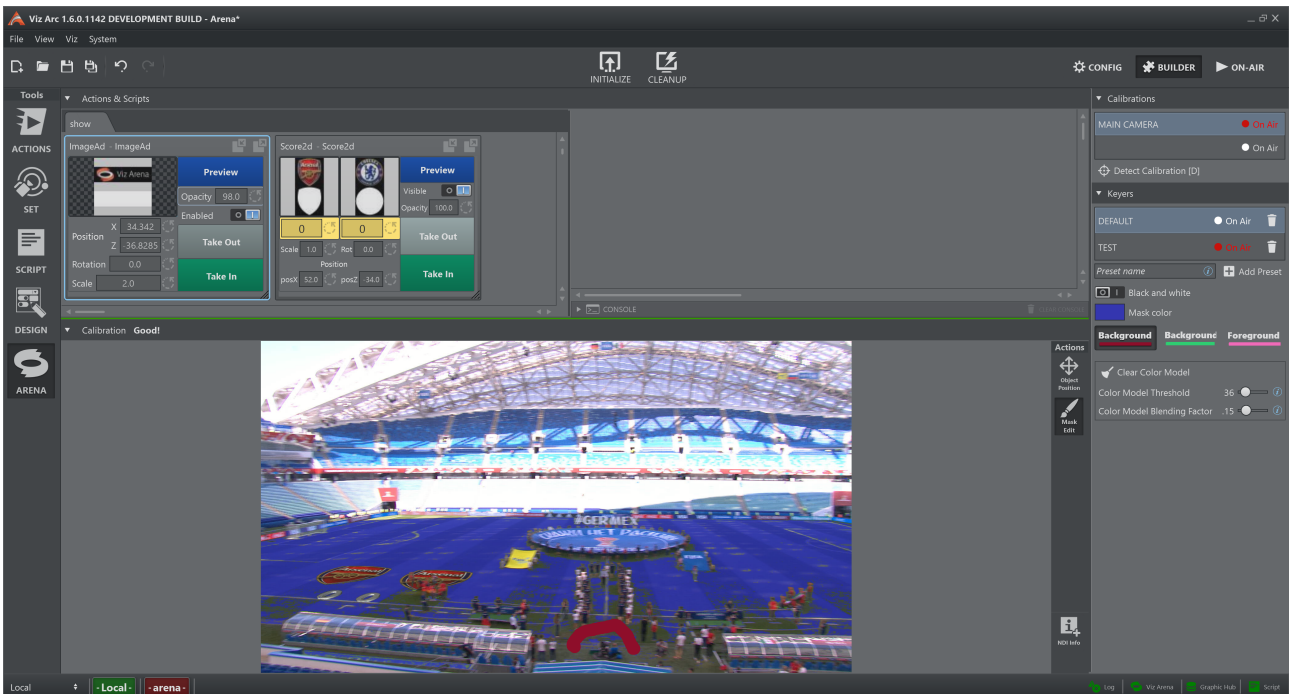 Viz Arc 1.6.0.1142 DEVELOPMENT BUILD - Arena*
File View Viz System
INITIALIZE CLEANUP
CONFIG BUILDER ON-AIR
Tools
ACTIONS
SET
SCRIPT
DESIGN
ARENA
Actions & Scripts
show
ImageAd - ImageAd
Viz Arena
Preview
Opacity 98.0
Enabled
Position X 34.342
Z -36.8285
Take Out
Rotation 0.0
Scale 2.0
Take In
Score2d - Score2d
Arsenal
Preview
Visible
Opacity 100.0
0 0
Take Out
Scale 1.0 Rot 0.0
Position
posX 52.0 posZ 34.0
Take In
CONSOLE
Calibration Good!
#GERMEX
Arsenal
Actions
Object
Position
Mask
Edit
NDI Info
Calibrations
MAIN CAMERA On Air
On Air
Detect Calibration [D]
Keyers
DEFAULT On Air
TEST On Air
Preset name Add Preset
Black and white
Mask color
Background Background Foreground
Clear Color Model
Color Model Threshold 36
Color Model Blending Factor .15
Local - Local - - arena -
Log Viz Arena Graphic Hub Script